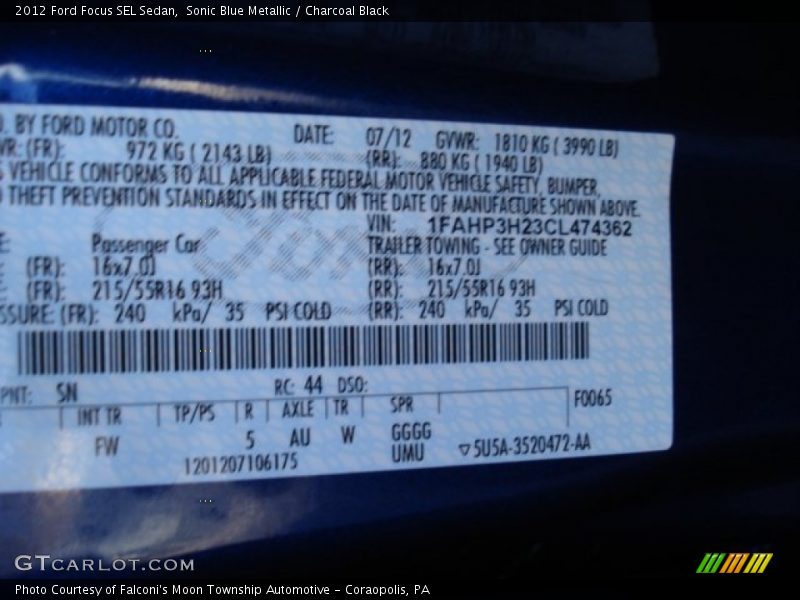 2012 Ford Focus SEL Sedan, Sonic Blue Metallic / Charcoal Black
BY FORD MOTOR CO. DATE: 07/12 GVWR: 1810 KG ( 3990 LB)
(FR): 972 KG ( 2143 LB) (RR): 880 KG ( 1940 LB)
VEHICLE CONFORMS TO ALL APPLICABLE FEDERAL MOTOR VEHICLE SAFETY, BUMPER,
THEFT PREVENTION STANDARDS IN EFFECT ON THE DATE OF MANUFACTURE SHOWN ABOVE.
VIN: 1FAHP3H23CL474362
Passenger Car TRAILER TOWING - SEE OWNER GUIDE
(FR): 16x7.0J (RR): 16x7.0J
(FR): 215/55R16 93H (RR): 215/55R16 93H
SSURE: (FR): 240 kPa/ 35 PSI COLD (RR): 240 kPa/ 35 PSI COLD
PNT: SN RC: 44 DSO:
INT TR TP/PS R AXLE TR SPR F0065
FW 5 AU W GGGG
1201207106175 UMU ▽5U5A-3520472-AA
GTCARLOT.COM
Photo Courtesy of Falconi's Moon Township Automotive - Coraopolis, PA